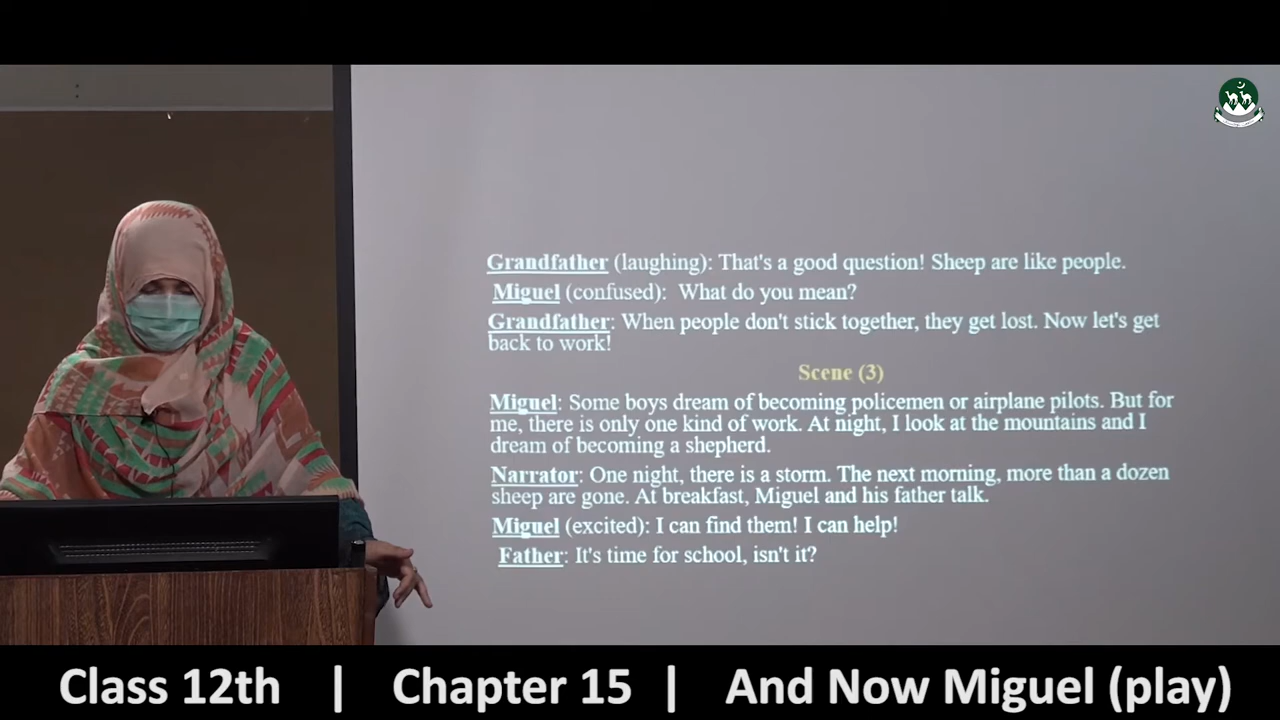 Grandfather (laughing): That's a good question! Sheep are like people.
Miguel (confused): What do you mean?
Grandfather: When people don't stick together, they get lost. Now let's get
back to work!
Scene (3)
Miguel: Some boys dream of becoming policemen or airplane pilots. But for
me, there is only one kind of work. At night, I look at the mountains and I
dream of becoming a shepherd.
Narrator: One night, there is a storm. The next morning, more than a dozen
sheep are gone. At breakfast, Miguel and his father talk.
Miguel (excited): I can find them! I can help!
Father: It's time for school, isn't it?
Class 12th | Chapter 15 | And Now Miguel (play)